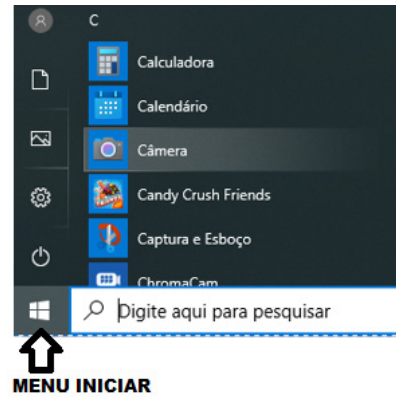 C
Calculadora
Calendário
Câmera
Candy Crush Friends
Captura e Esboço
ChromaCam
Digite aqui para pesquisar
MENU INICIAR